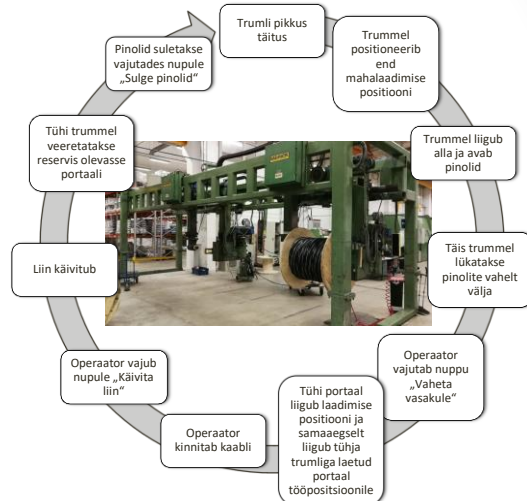 Trumli pikkus
täitus
Trummel
positioneerib
end
mahalaadimise
positiooni
Trummel liigub
alla ja avab
pinolid
Täis trummel
lükatakse
pinolite vahelt
välja
Operaator
vajutab nuppu
„Vaheta
vasakule“
Tühi portaal
liigub laadimise
positiooni ja
samaaegselt
liigub tühja
trumliga laetud
portaal
tööpositsioonile
Operaator
kinnitab kaabli
Operaator vajub
nupule „Käivita
liin“
Liin käivitub
Tühi trummel
veeretatakse
reservis olevasse
portaali
Pinolid suletakse
vajutades nupule
„Sulge pinolid“